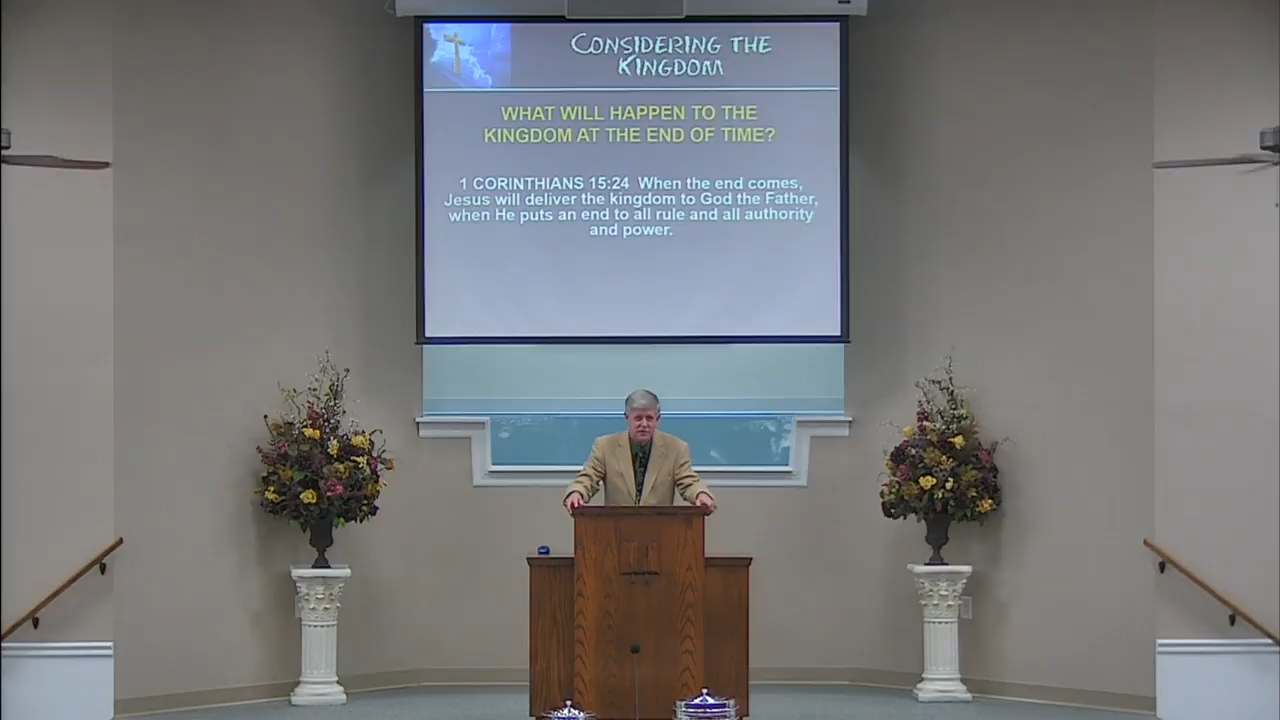 CONSIDERING THE
KINGDOM
WHAT WILL HAPPEN TO THE
KINGDOM AT THE END OF TIME?
1 CORINTHIANS 15:24 When the end comes,
Jesus will deliver the kingdom to God the Father,
when He puts an end to all rule and all authority
and power.